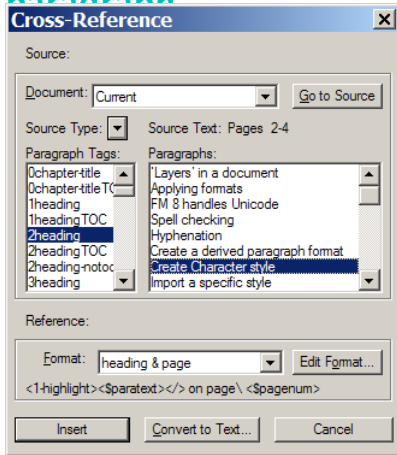 Cross-Reference
Source:
Document: Current
Go to Source
Source Type:
Source Text: Pages 2-4
Paragraph Tags:
Paragraphs:
0chapter-title
0chapter-titleTO
1heading
1headingTOC
2heading
2headingTOC
2heading-notoc
3heading
'Layers' in a document
Applying formats
FM 8 handles Unicode
Spell checking
Hyphenation
Create a derived paragraph format
Create Character style
Import a specific style
Reference:
Format: heading & page
Edit Format...
<1-highlight><$paratext></> on page\ <$pagenum>
Insert
Convert to Text...
Cancel